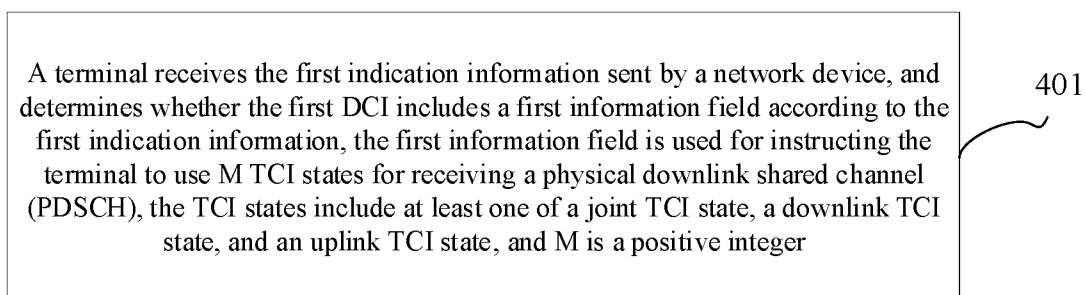 A terminal receives the first indication information sent by a network device, and
determines whether the first DCI includes a first information field according to the
first indication information, the first information field is used for instructing the
terminal to use M TCI states for receiving a physical downlink shared channel
(PDSCH), the TCI states include at least one of a joint TCI state, a downlink TCI
state, and an uplink TCI state, and M is a positive integer
401